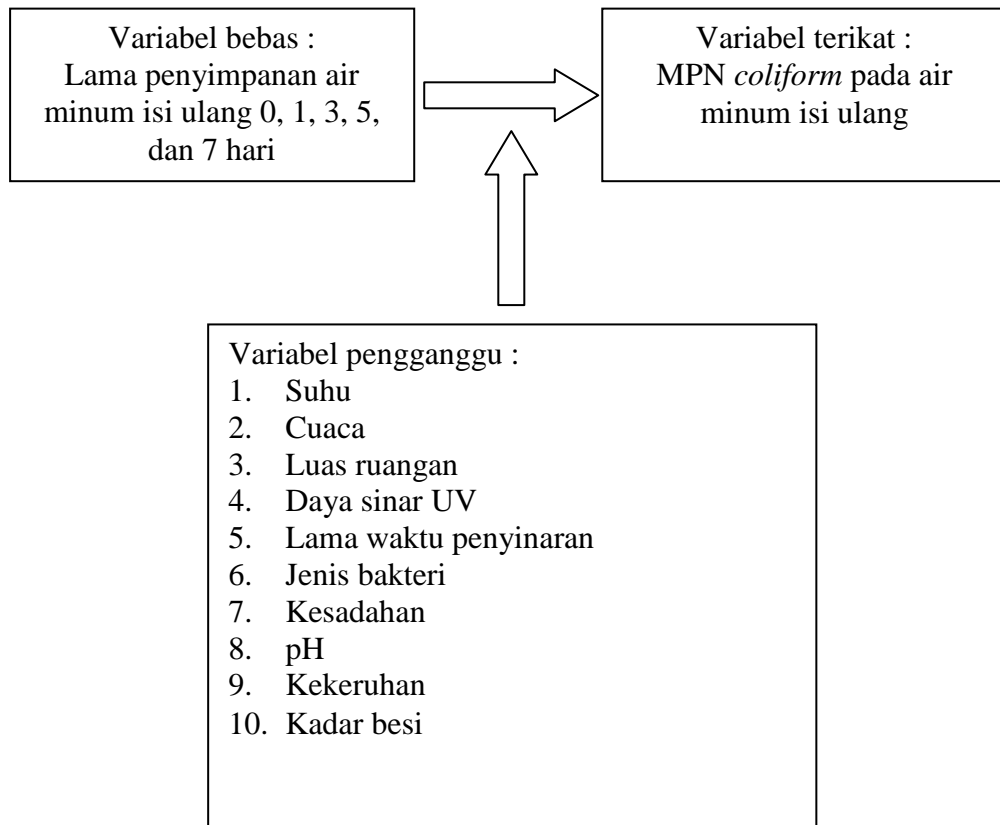 Variabel bebas :
Lama penyimpanan air
minum isi ulang 0, 1, 3, 5,
dan 7 hari
Variabel terikat :
MPN coliform pada air
minum isi ulang
Variabel pengganggu :
1. Suhu
2. Cuaca
3. Luas ruangan
4. Daya sinar UV
5. Lama waktu penyinaran
6. Jenis bakteri
7. Kesadahan
8. pH
9. Kekeruhan
10. Kadar besi